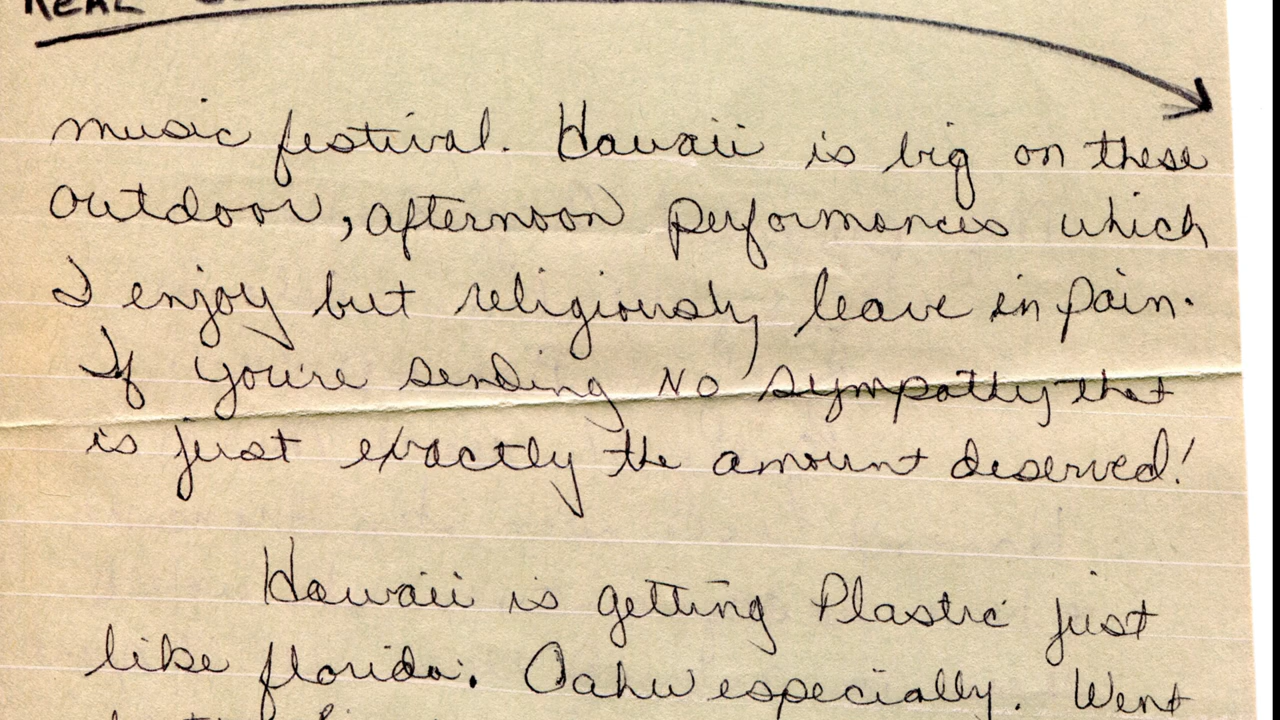 REAL
music festival. Hawaii is big on these
outdoor, afternoon performances which
I enjoy but religiously leave in pain.
If you're sending NO sympathy that
is just exactly the amount deserved!
Hawaii is getting Plastic just
like florida. Oahu especially. Went